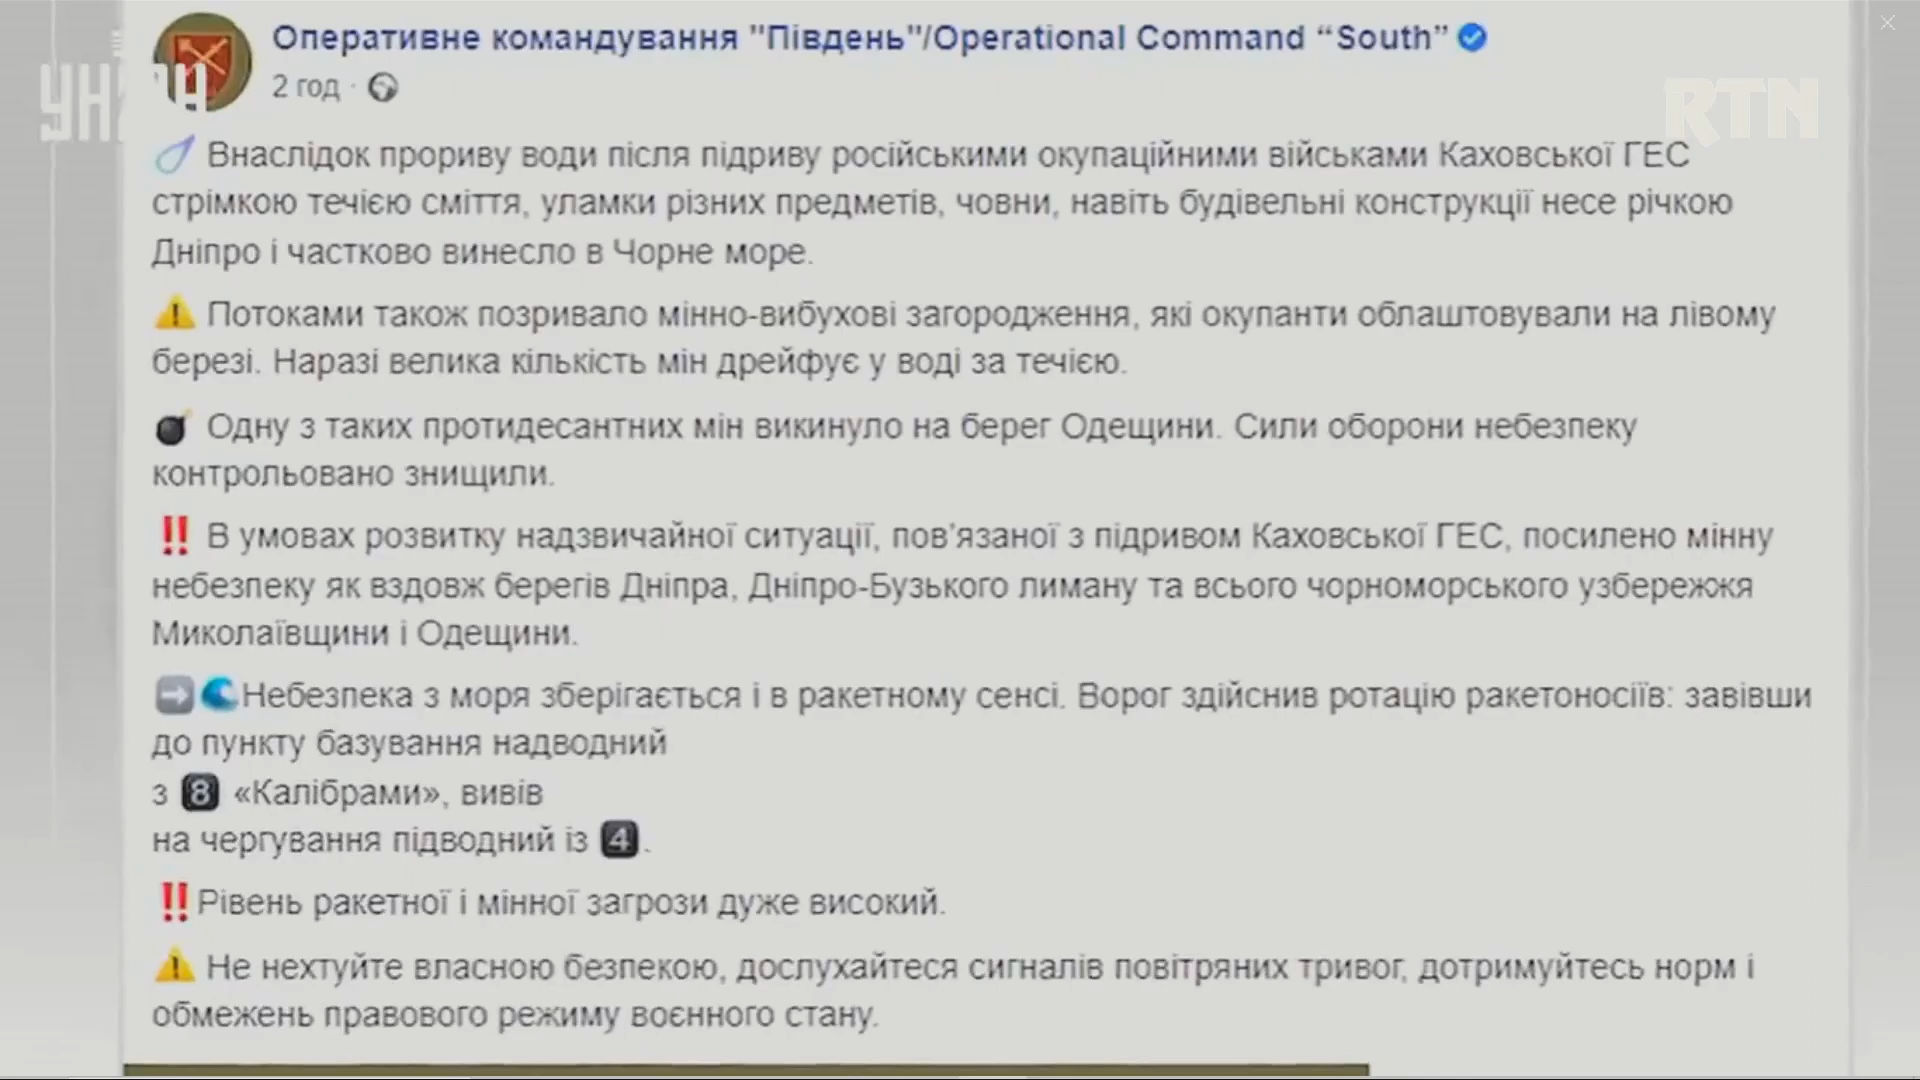 Оперативне командування "Південь"/Operational Command “South”
2 год ·
УН
RTN
Внаслідок прориву води після підриву російськими окупаційними військами Каховської ГЕС
стрімкою течією сміття, уламки різних предметів, човни, навіть будівельні конструкції несе річкою
Дніпро і частково винесло в Чорне море.
⚠️ Потоками також позривало мінно-вибухові загородження, які окупанти облаштовували на лівому
березі. Наразі велика кількість мін дрейфує у воді за течією.
💣 Одну з таких протидесантних мін викинуло на берег Одещини. Сили оборони небезпеку
контрольовано знищили.
‼️ В умовах розвитку надзвичайної ситуації, пов’язаної з підривом Каховської ГЕС, посилено мінну
небезпеку як вздовж берегів Дніпра, Дніпро-Бузького лиману та всього чорноморського узбережжя
Миколаївщини і Одещини.
➡️🌊Небезпека з моря зберігається і в ракетному сенсі. Ворог здійснив ротацію ракетоносіїв: завівши
до пункту базування надводний
з 8️⃣ «Калібрами», вивів
на чергування підводний із 4️⃣.
‼️Рівень ракетної і мінної загрози дуже високий.
⚠️ Не нехтуйте власною безпекою, дослухайтеся сигналів повітряних тривог, дотримуйтесь норм і
обмежень правового режиму воєнного стану.